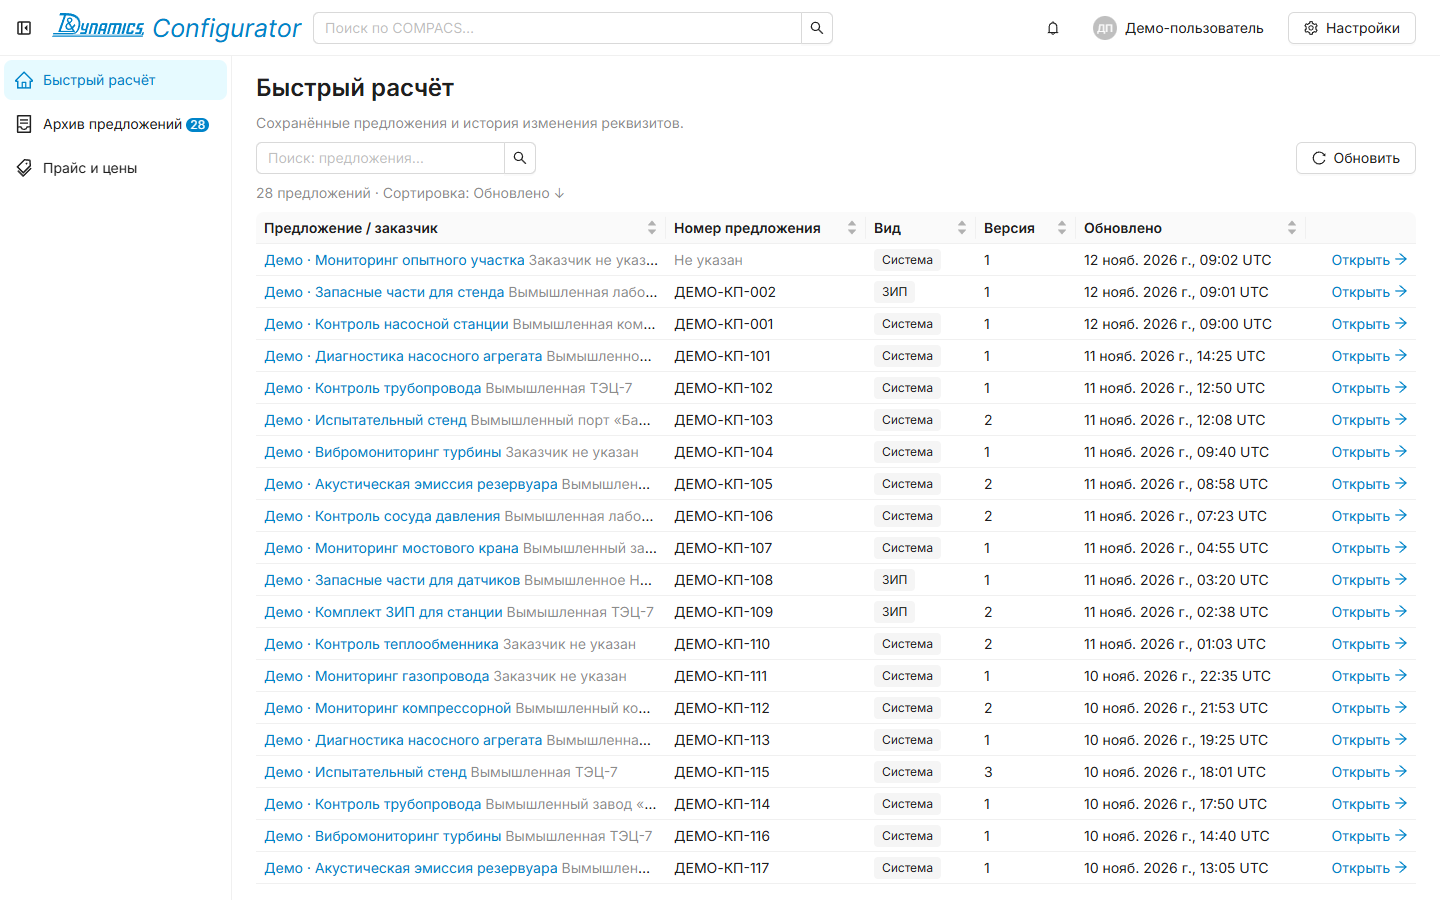 Dynamics Configurator
Поиск по COMPACS...
ДП Демо-пользователь
Настройки
Быстрый расчёт
Архив предложений 28
Прайс и цены
Быстрый расчёт
Сохранённые предложения и история изменения реквизитов.
Поиск: предложения...
Обновить
28 предложений · Сортировка: Обновлено ↓
Предложение / заказчик Номер предложения Вид Версия Обновлено
Демо · Мониторинг опытного участка Заказчик не указ... Не указан Система 1 12 нояб. 2026 г., 09:02 UTC Открыть →
Демо · Запасные части для стенда Вымышленная лабо... ДЕМО-КП-002 ЗИП 1 12 нояб. 2026 г., 09:01 UTC Открыть →
Демо · Контроль насосной станции Вымышленная ком... ДЕМО-КП-001 Система 1 12 нояб. 2026 г., 09:00 UTC Открыть →
Демо · Диагностика насосного агрегата Вымышленно... ДЕМО-КП-101 Система 1 11 нояб. 2026 г., 14:25 UTC Открыть →
Демо · Контроль трубопровода Вымышленная ТЭЦ-7 ДЕМО-КП-102 Система 1 11 нояб. 2026 г., 12:50 UTC Открыть →
Демо · Испытательный стенд Вымышленный порт «Ба... ДЕМО-КП-103 Система 2 11 нояб. 2026 г., 12:08 UTC Открыть →
Демо · Вибромониторинг турбины Заказчик не указан ДЕМО-КП-104 Система 1 11 нояб. 2026 г., 09:40 UTC Открыть →
Демо · Акустическая эмиссия резервуара Вымышлен... ДЕМО-КП-105 Система 2 11 нояб. 2026 г., 08:58 UTC Открыть →
Демо · Контроль сосуда давления Вымышленная лабо... ДЕМО-КП-106 Система 2 11 нояб. 2026 г., 07:23 UTC Открыть →
Демо · Мониторинг мостового крана Вымышленный за... ДЕМО-КП-107 Система 1 11 нояб. 2026 г., 04:55 UTC Открыть →
Демо · Запасные части для датчиков Вымышленное Н... ДЕМО-КП-108 ЗИП 1 11 нояб. 2026 г., 03:20 UTC Открыть →
Демо · Комплект ЗИП для станции Вымышленная ТЭЦ-7 ДЕМО-КП-109 ЗИП 2 11 нояб. 2026 г., 02:38 UTC Открыть →
Демо · Контроль теплообменника Заказчик не указан ДЕМО-КП-110 Система 2 11 нояб. 2026 г., 01:03 UTC Открыть →
Демо · Мониторинг газопровода Заказчик не указан ДЕМО-КП-111 Система 1 10 нояб. 2026 г., 22:35 UTC Открыть →
Демо · Мониторинг компрессорной Вымышленный ко... ДЕМО-КП-112 Система 2 10 нояб. 2026 г., 21:53 UTC Открыть →
Демо · Диагностика насосного агрегата Вымышленна... ДЕМО-КП-113 Система 1 10 нояб. 2026 г., 19:25 UTC Открыть →
Демо · Испытательный стенд Вымышленная ТЭЦ-7 ДЕМО-КП-115 Система 3 10 нояб. 2026 г., 18:01 UTC Открыть →
Демо · Контроль трубопровода Вымышленный завод «... ДЕМО-КП-114 Система 1 10 нояб. 2026 г., 17:50 UTC Открыть →
Демо · Вибромониторинг турбины Вымышленная ТЭЦ-7 ДЕМО-КП-116 Система 1 10 нояб. 2026 г., 14:40 UTC Открыть →
Демо · Акустическая эмиссия резервуара Вымышлен... ДЕМО-КП-117 Система 1 10 нояб. 2026 г., 13:05 UTC Открыть →